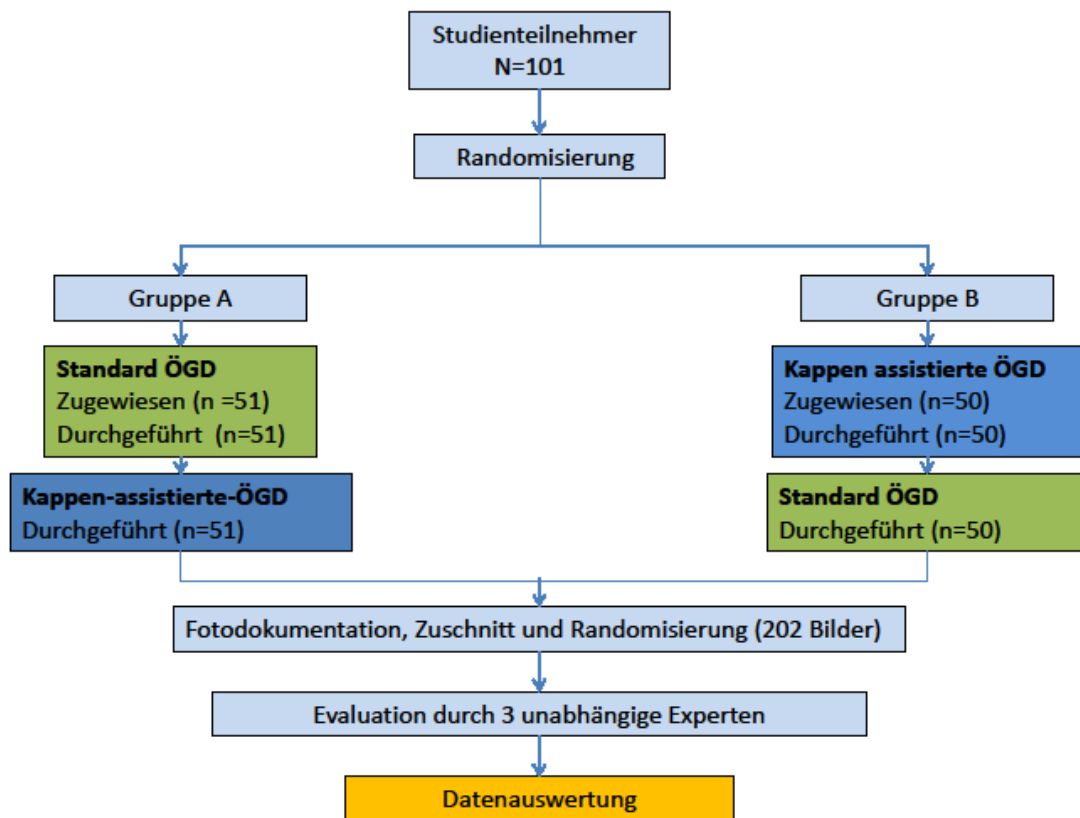 Studienteilnehmer
N=101
Randomisierung
Gruppe A
Gruppe B
Standard ÖGD
Zugewiesen (n =51)
Durchgeführt (n=51)
Kappen assistierte ÖGD
Zugewiesen (n=50)
Durchgeführt (n=50)
Kappen-assistierte-ÖGD
Durchgeführt (n=51)
Standard ÖGD
Durchgeführt (n=50)
Fotodokumentation, Zuschnitt und Randomisierung (202 Bilder)
Evaluation durch 3 unabhängige Experten
Datenauswertung